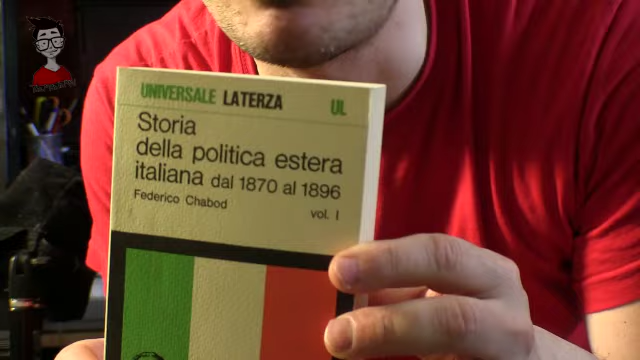 UNIVERSALE LATERZA UL
Storia
della politica estera
italiana dal 1870 al 1896
Federico Chabod
vol. I